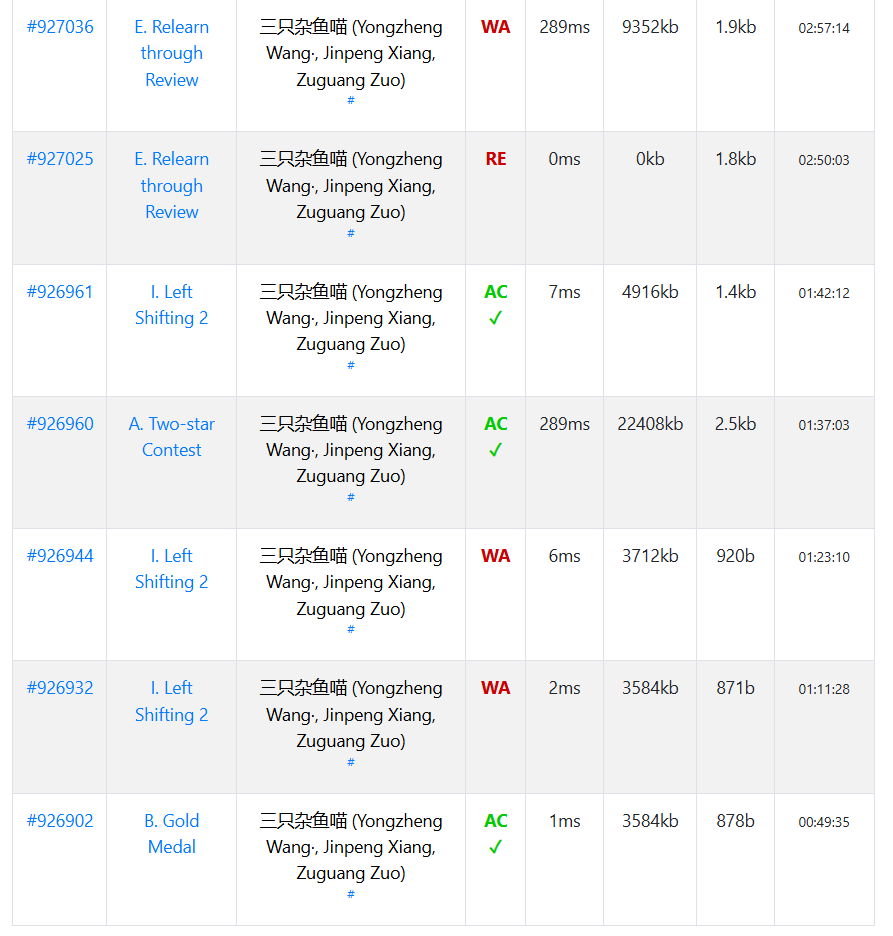 #927036 E. Relearn 三只杂鱼喵 (Yongzheng WA 289ms 9352kb 1.9kb 02:57:14
through Wang·, Jinpeng Xiang,
Review Zuguang Zuo)
#
#927025 E. Relearn 三只杂鱼喵 (Yongzheng RE 0ms 0kb 1.8kb 02:50:03
through Wang·, Jinpeng Xiang,
Review Zuguang Zuo)
#
#926961 I. Left 三只杂鱼喵 (Yongzheng AC 7ms 4916kb 1.4kb 01:42:12
Shifting 2 Wang·, Jinpeng Xiang, ✓
Zuguang Zuo)
#
#926960 A. Two-star 三只杂鱼喵 (Yongzheng AC 289ms 22408kb 2.5kb 01:37:03
Contest Wang·, Jinpeng Xiang, ✓
Zuguang Zuo)
#
#926944 I. Left 三只杂鱼喵 (Yongzheng WA 6ms 3712kb 920b 01:23:10
Shifting 2 Wang·, Jinpeng Xiang,
Zuguang Zuo)
#
#926932 I. Left 三只杂鱼喵 (Yongzheng WA 2ms 3584kb 871b 01:11:28
Shifting 2 Wang·, Jinpeng Xiang,
Zuguang Zuo)
#
#926902 B. Gold 三只杂鱼喵 (Yongzheng AC 1ms 3584kb 878b 00:49:35
Medal Wang·, Jinpeng Xiang, ✓
Zuguang Zuo)
#